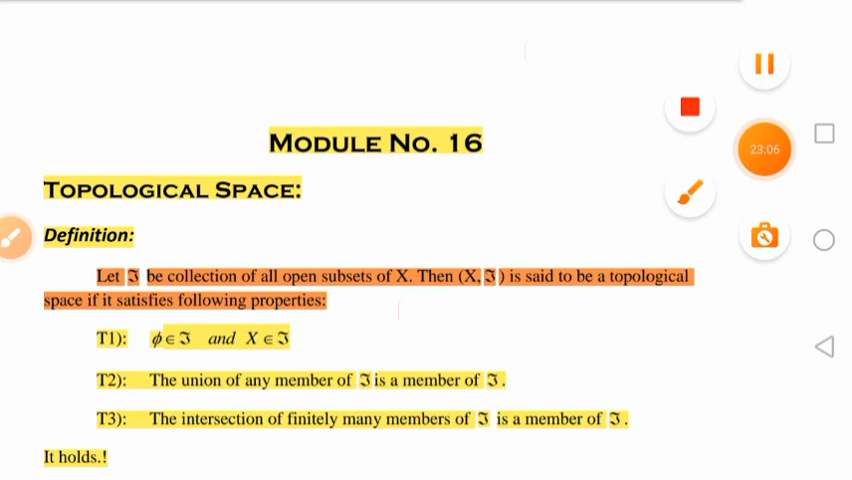 MODULE NO. 16
TOPOLOGICAL SPACE:
Definition:
Let ℑ be collection of all open subsets of X. Then (X, ℑ) is said to be a topological
space if it satisfies following properties:
T1): ϕ ∈ ℑ and X ∈ ℑ
T2): The union of any member of ℑ is a member of ℑ.
T3): The intersection of finitely many members of ℑ is a member of ℑ.
It holds.!
23:06